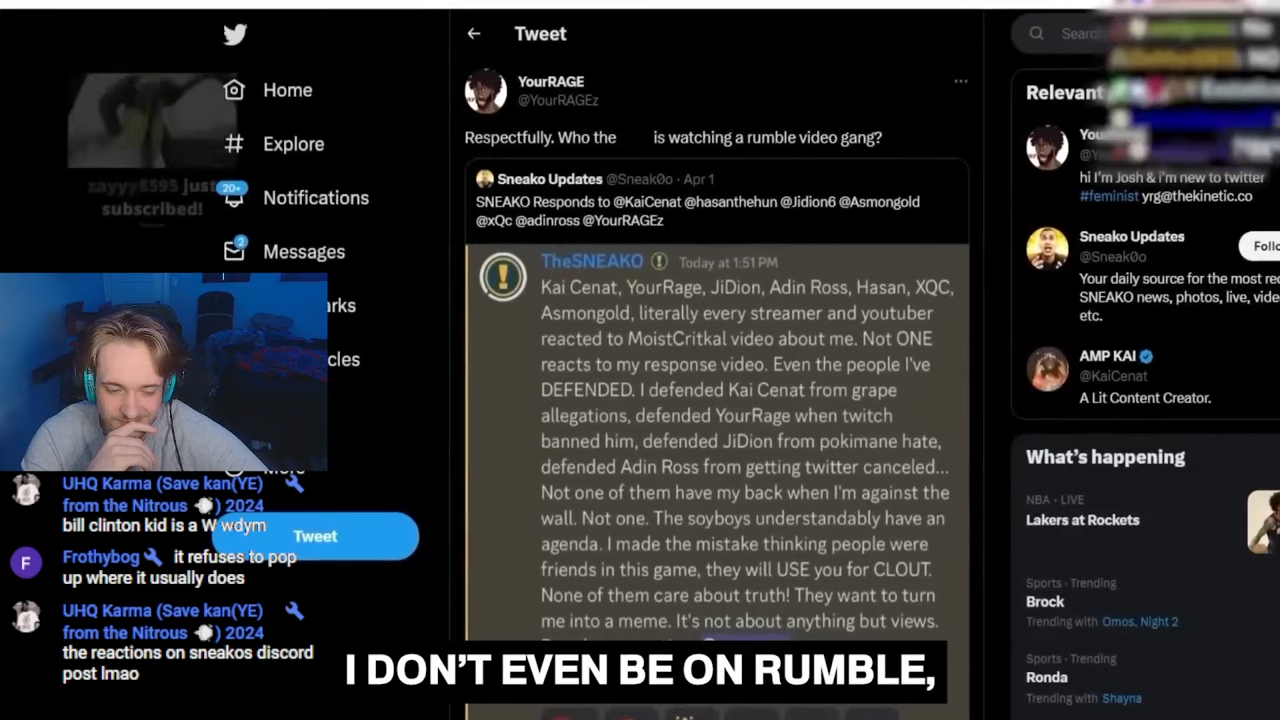 Tweet
Home
Explore
20+
Notifications
2
Messages
rks
cles
Tweet
zayyy8595 just
subscribed!
YourRAGE
@YourRAGEz
Respectfully. Who the is watching a rumble video gang?
Sneako Updates @Sneak0o · Apr 1
SNEAKO Responds to @KaiCenat @hasanthehun @Jidion6 @Asmongold
@xQc @adinross @YourRAGEz
TheSNEAKO Today at 1:51 PM
Kai Cenat, YourRage, JiDion, Adin Ross, Hasan, XQC,
Asmongold, literally every streamer and youtuber
reacted to MoistCritkal video about me. Not ONE
reacts to my response video. Even the people I've
DEFENDED. I defended Kai Cenat from grape
allegations, defended YourRage when twitch
banned him, defended JiDion from pokimane hate,
defended Adin Ross from getting twitter canceled...
Not one of them have my back when I'm against the
wall. Not one. The soyboys understandably have an
agenda. I made the mistake thinking people were
friends in this game, they will USE you for CLOUT.
None of them care about truth! They want to turn
me into a meme. It's not about anything but views.
I DON'T EVEN BE ON RUMBLE,
UHQ Karma (Save kan(YE)
from the Nitrous 2024
bill clinton kid is a W wdym
F
Frothybog it refuses to pop
up where it usually does
UHQ Karma (Save kan(YE)
from the Nitrous 2024
the reactions on sneakos discord
post lmao
Sear
Relevant
You
hi I'm Josh & i'm new to twitter
#feminist yrg@thekinetic.co
Sneako Updates
@Sneak0o
Follo
Your daily source for the most rec
SNEAKO news, photos, live, vide
etc.
AMP KAI
@KaiCenat
A Lit Content Creator.
What's happening
NBA · LIVE
Lakers at Rockets
Sports · Trending
Brock
Trending with Omos, Night 2
Sports · Trending
Ronda
Trending with Shayna